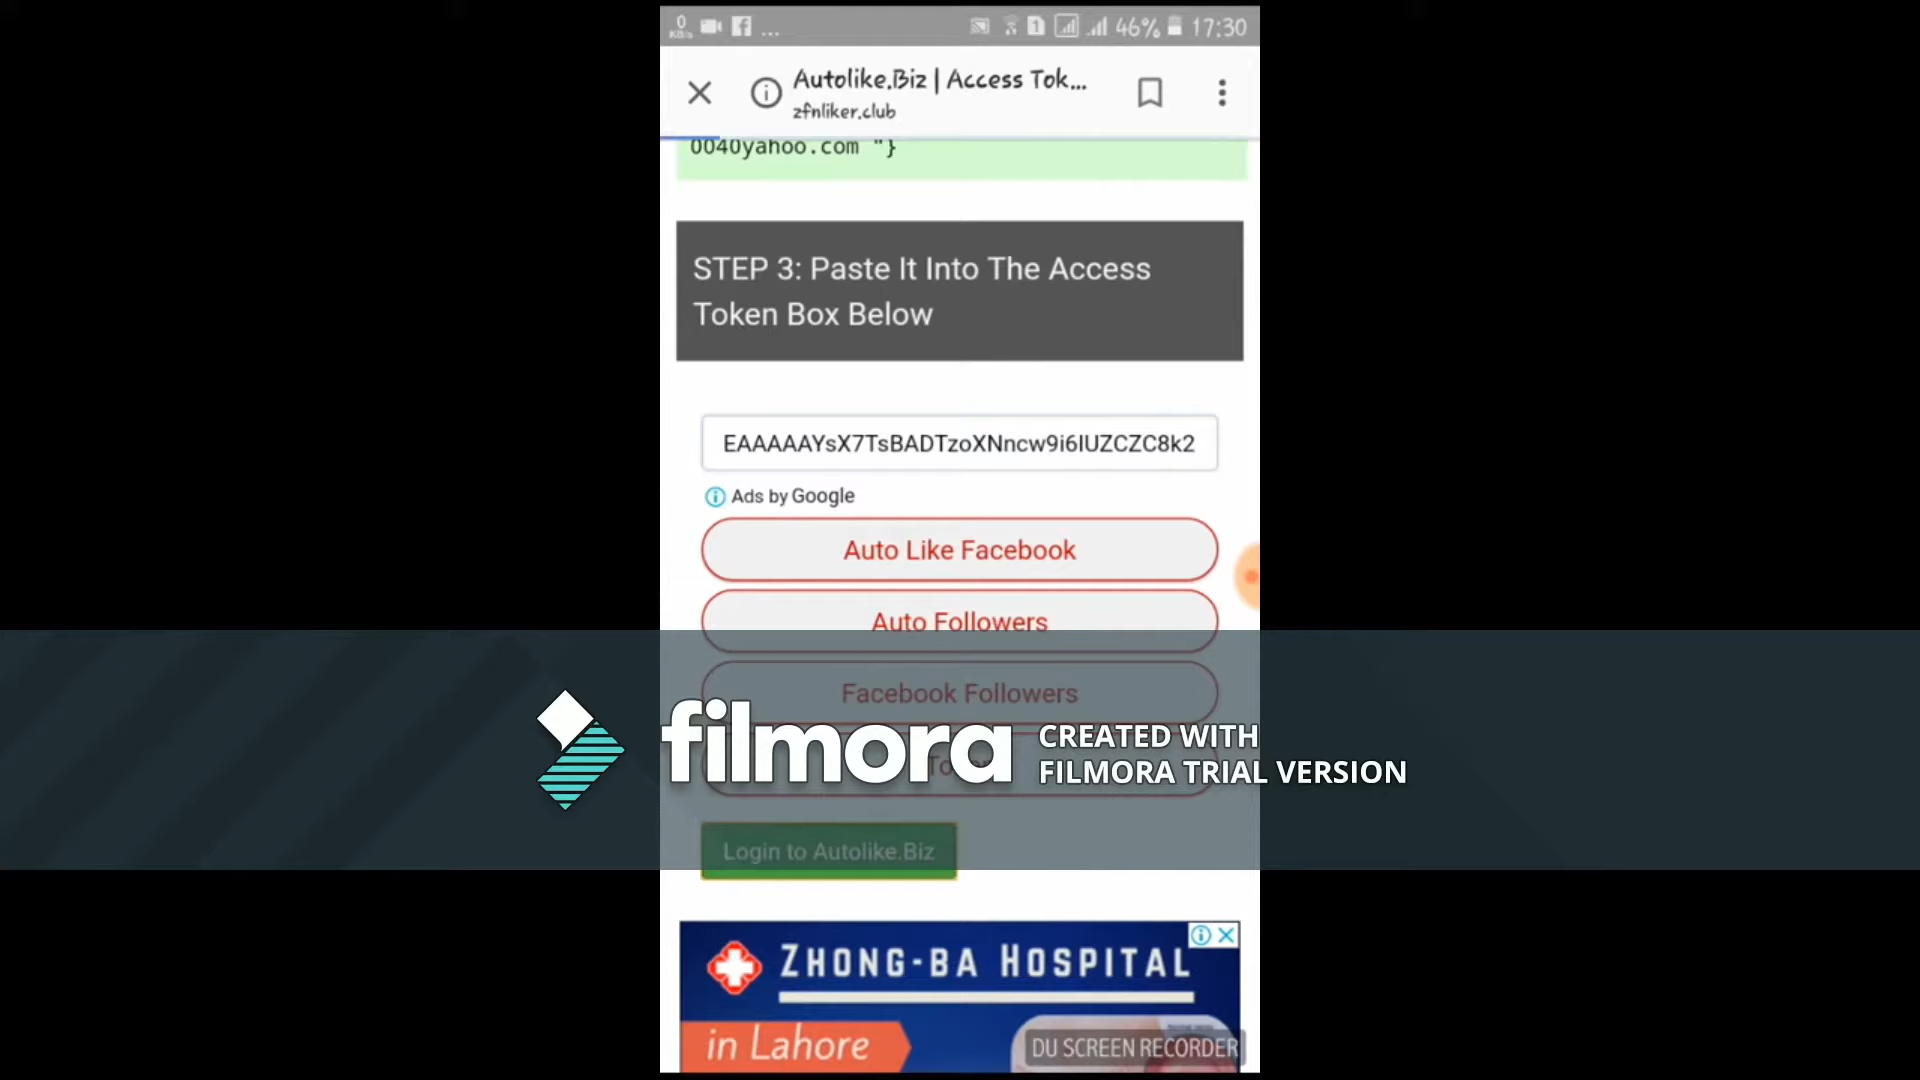 0
KB/s
...
1
46%
17:30
Autolike.Biz | Access Tok...
zfnliker.club
0040yahoo.com "}
STEP 3: Paste It Into The Access
Token Box Below
EAAAAAYsX7TsBADTzoXNncw9i6IUZCZC8k2
Ads by Google
Auto Like Facebook
Auto Followers
Facebook Followers
filmora
CREATED WITH
FILMORA TRIAL VERSION
Login to Autolike.Biz
ZHONG-BA HOSPITAL
in Lahore
DU SCREEN RECORDER